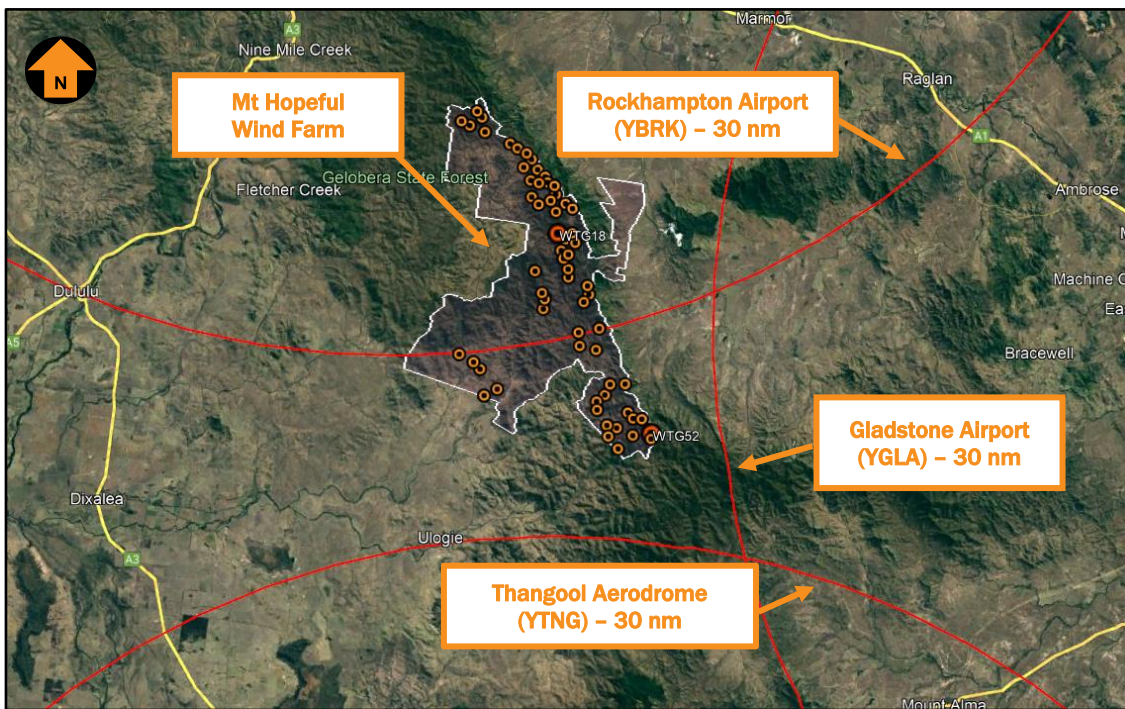 Marmor
A3
Nine Mile Creek
N
Raglan
Mt Hopeful
Wind Farm
Rockhampton Airport
(YBRK) – 30 nm
A1
Gelobera State Forest
Fletcher Creek
Ambrose
WTG18
Machine C
Dululu
Ea
A5
Bracewell
Gladstone Airport
(YGLA) – 30 nm
WTG52
Dixalea
Ulogie
A3
Thangool Aerodrome
(YTNG) – 30 nm
Mount Alma